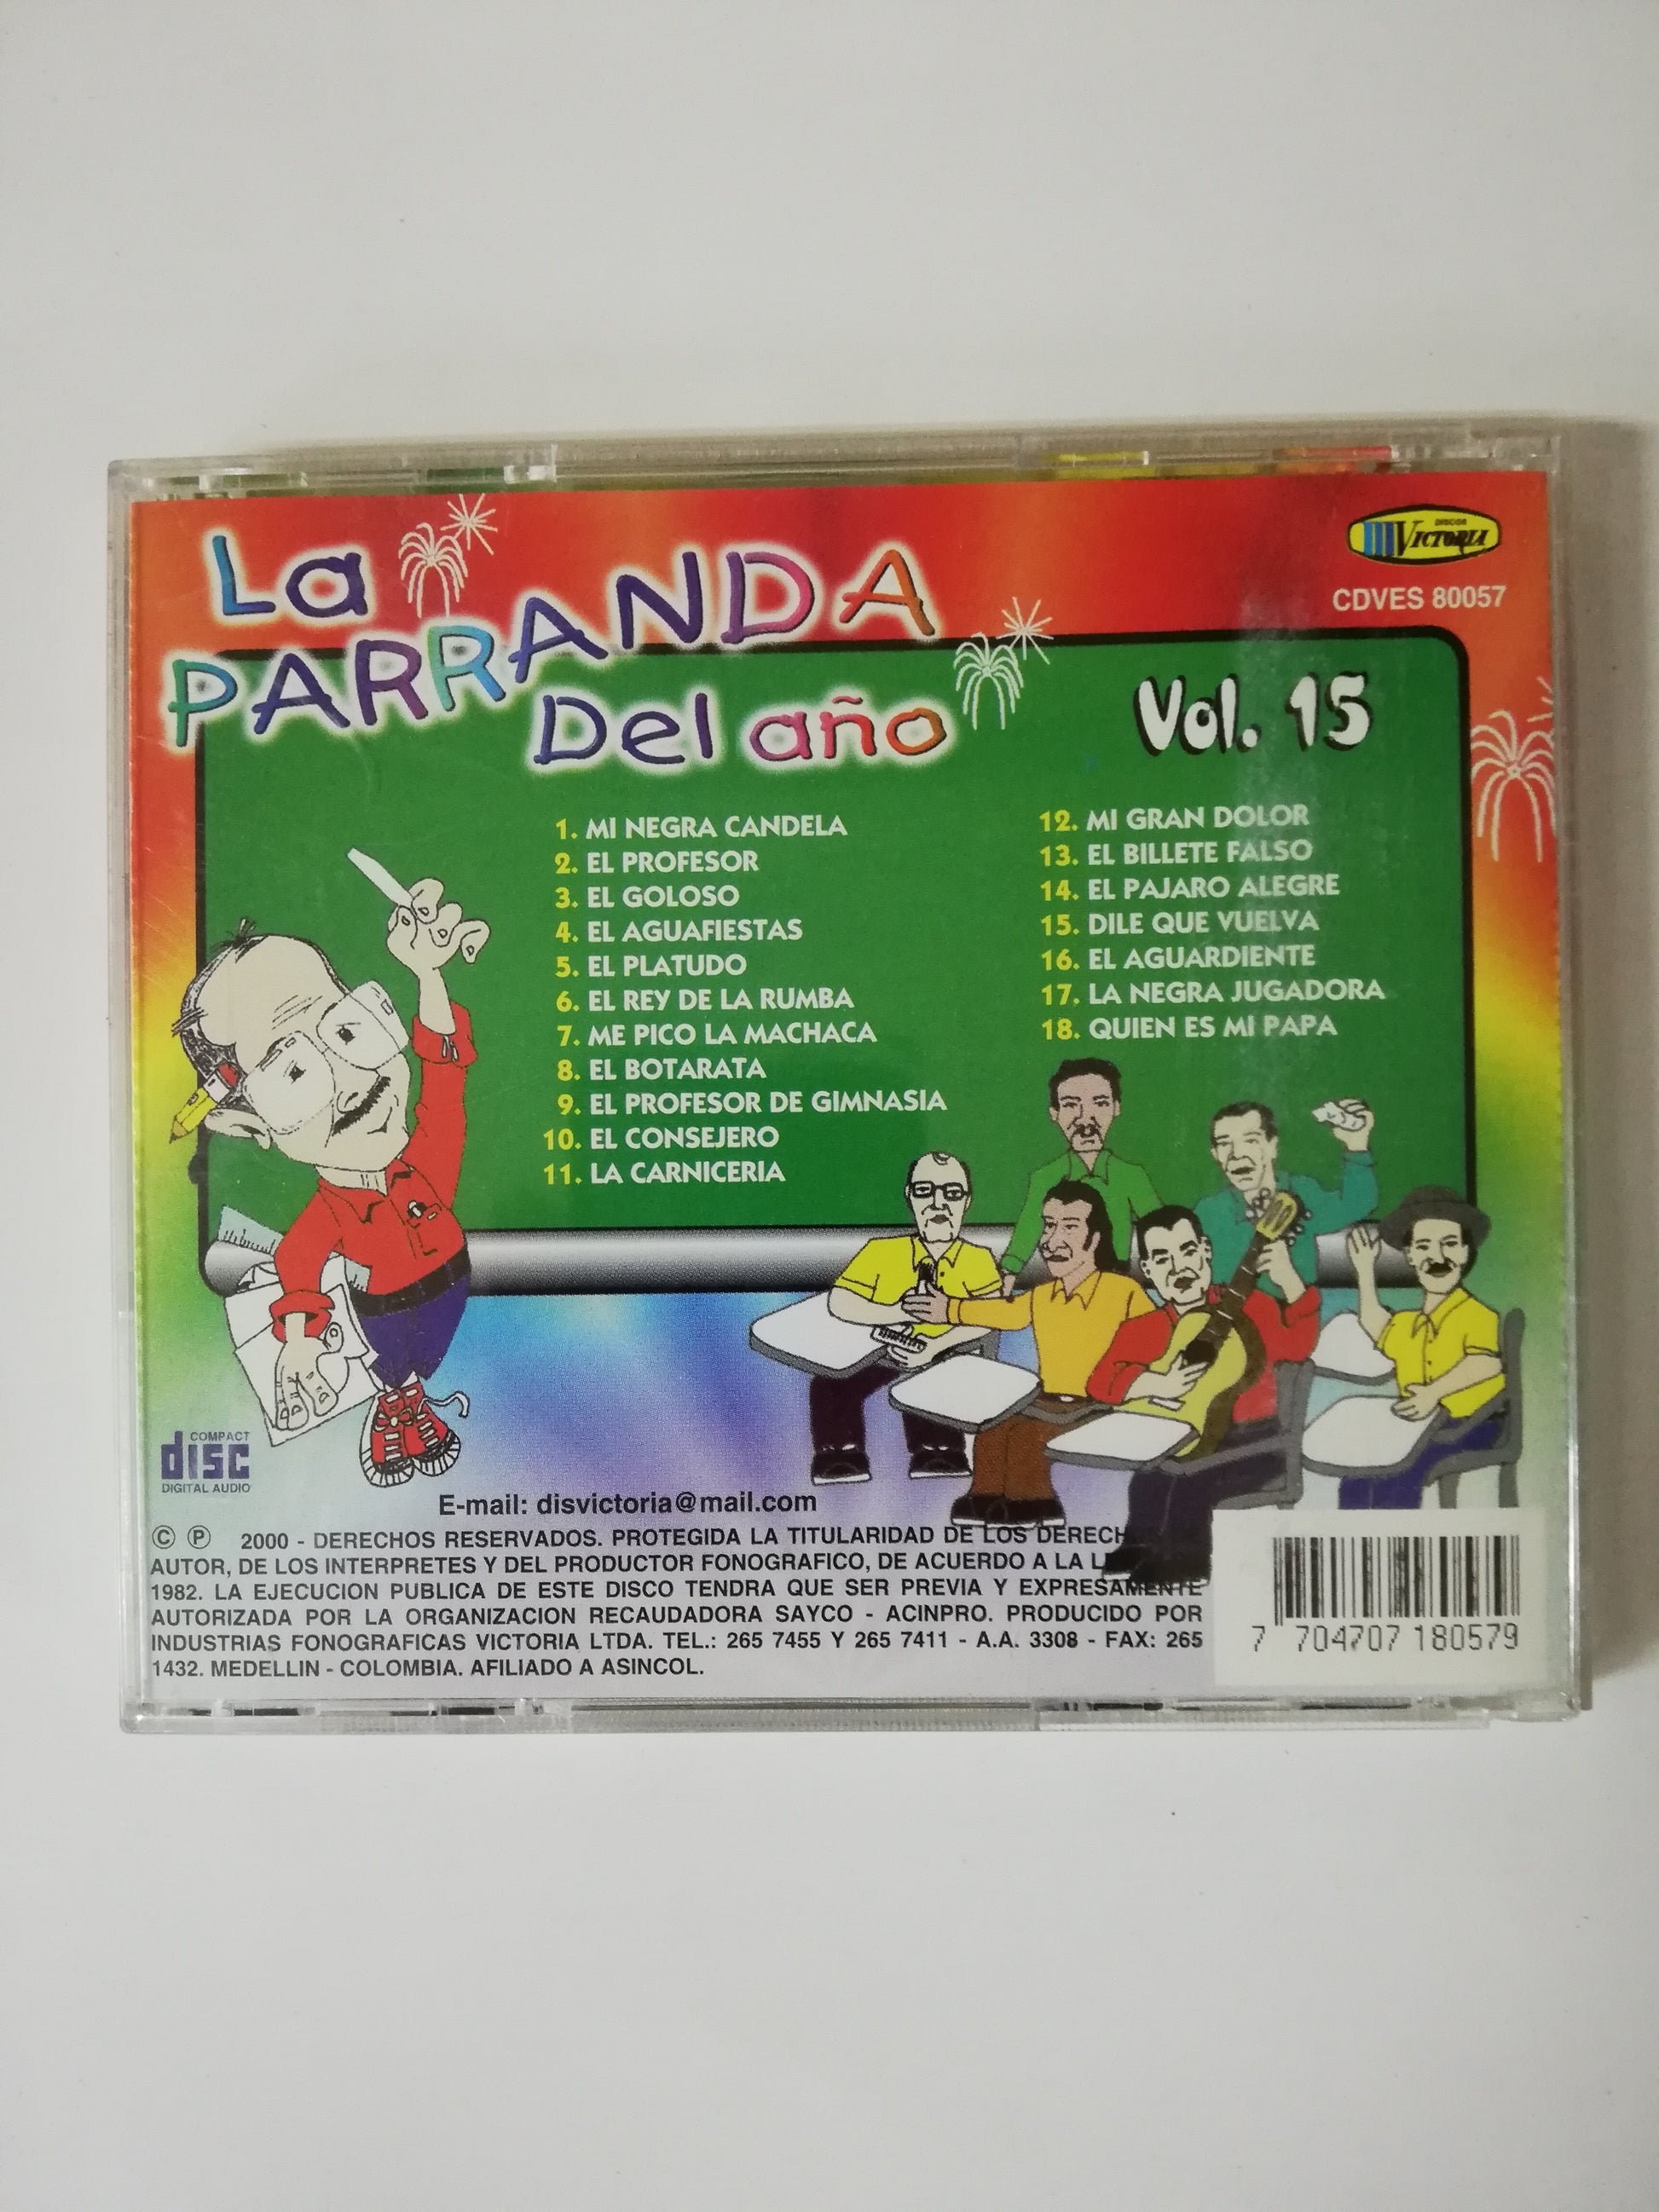 La
PARRANDA
Del año
DISCOS
VICTORIA
CDVES 80057
Vol. 15
1. MI NEGRA CANDELA
2. EL PROFESOR
3. EL GOLOSO
4. EL AGUAFIESTAS
5. EL PLATUDO
6. EL REY DE LA RUMBA
7. ME PICO LA MACHACA
8. EL BOTARATA
9. EL PROFESOR DE GIMNASIA
10. EL CONSEJERO
11. LA CARNICERIA
12. MI GRAN DOLOR
13. EL BILLETE FALSO
14. EL PAJARO ALEGRE
15. DILE QUE VUELVA
16. EL AGUARDIENTE
17. LA NEGRA JUGADORA
18. QUIEN ES MI PAPA
COMPACT
disc
DIGITAL AUDIO
E-mail: disvictoria@mail.com
© ℗ 2000 - DERECHOS RESERVADOS. PROTEGIDA LA TITULARIDAD DE LOS DERECH
AUTOR, DE LOS INTERPRETES Y DEL PRODUCTOR FONOGRAFICO, DE ACUERDO A LA
1982. LA EJECUCION PUBLICA DE ESTE DISCO TENDRA QUE SER PREVIA Y EXPRESAMENTE
AUTORIZADA POR LA ORGANIZACION RECAUDADORA SAYCO - ACINPRO. PRODUCIDO POR
INDUSTRIAS FONOGRAFICAS VICTORIA LTDA. TEL.: 265 7455 Y 265 7411 - A.A. 3308 - FAX: 265
1432. MEDELLIN - COLOMBIA. AFILIADO A ASINCOL.
7 704707 180579